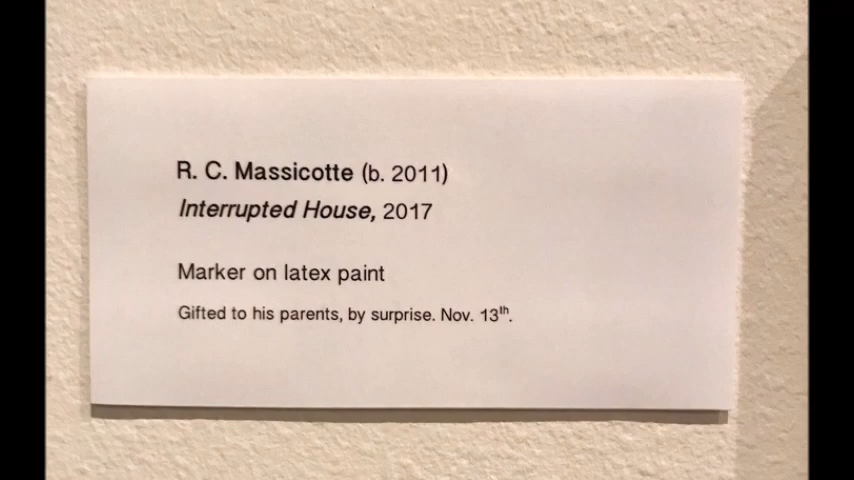 R. C. Massicotte (b. 2011)
Interrupted House, 2017
Marker on latex paint
Gifted to his parents, by surprise. Nov. 13th.